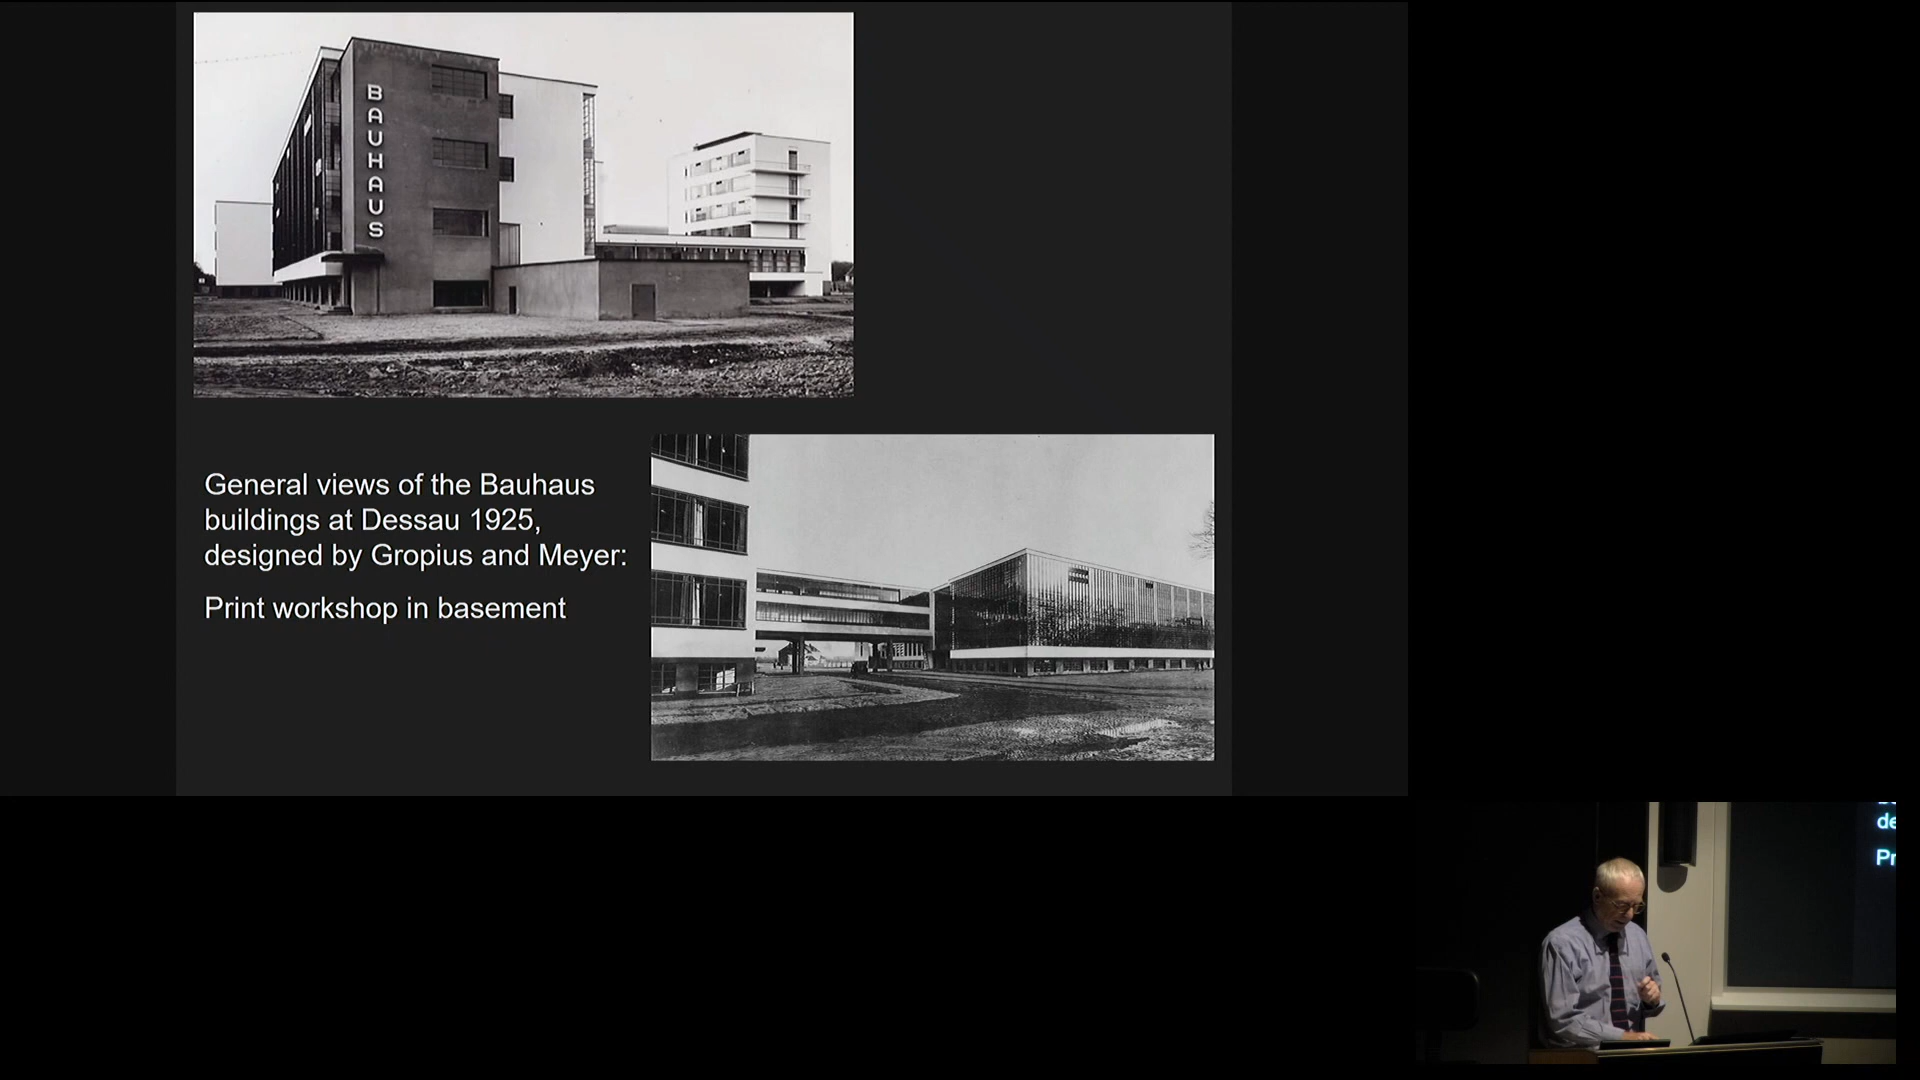 BAUHAUS
General views of the Bauhaus
buildings at Dessau 1925,
designed by Gropius and Meyer:
Print workshop in basement
de
Pr